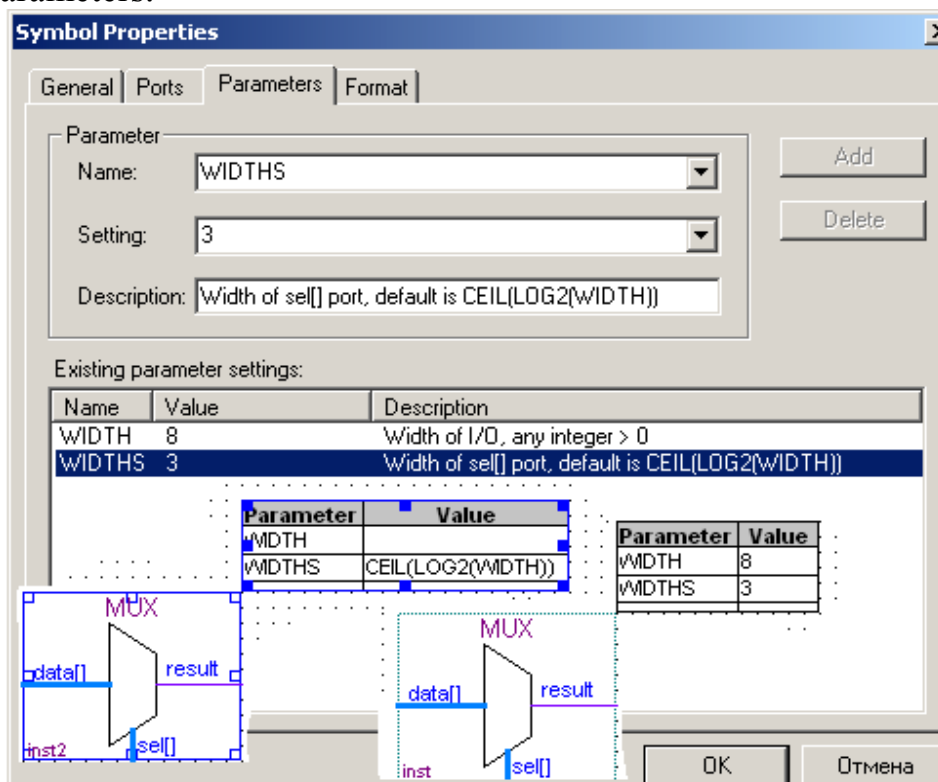 arameters.
Symbol Properties
General Ports Parameters Format
Parameter
Name: WIDTHS
Add
Setting: 3
Delete
Description: Width of sel[] port, default is CEIL(LOG2(WIDTH))
Existing parameter settings:
Name Value Description
WIDTH 8 Width of I/O, any integer > 0
WIDTHS 3 Width of sel[] port, default is CEIL(LOG2(WIDTH))
Parameter Value
WIDTH
WIDTHS CEIL(LOG2(WIDTH))
Parameter Value
WIDTH 8
WIDTHS 3
MUX
data[] result
sel[]
inst2
MUX
data[] result
sel[]
inst
OK Отмена